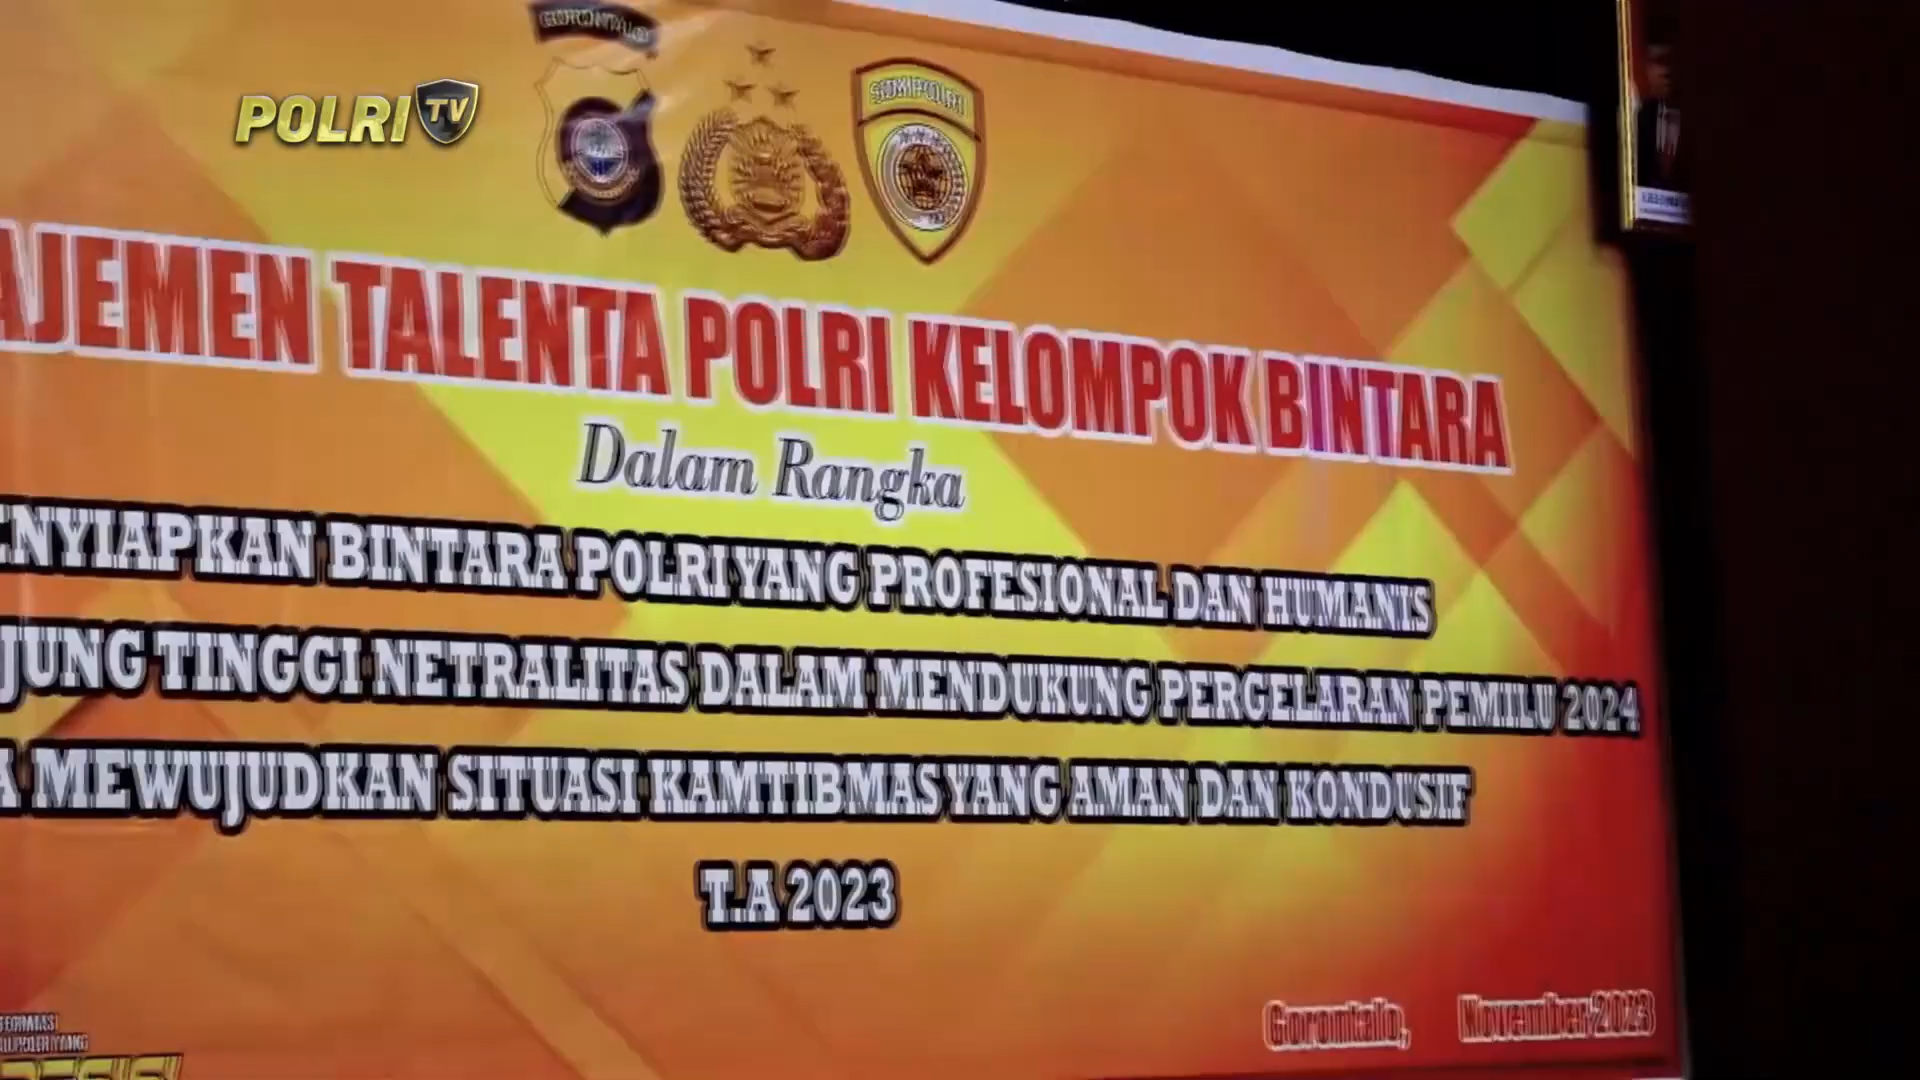 GORONTALO
SDM POLRI
POLRI TV
AJEMEN TALENTA POLRI KELOMPOK BINTARA
Dalam Rangka
ENYIAPKAN BINTARA POLRI YANG PROFESIONAL DAN HUMANIS
JUNG TINGGI NETRALITAS DALAM MENDUKUNG PERGELARAN PEMILU 2024
A MEWUJUDKAN SITUASI KAMTIBMAS YANG AMAN DAN KONDUSIF
T.A 2023
Gorontalo, November 2023